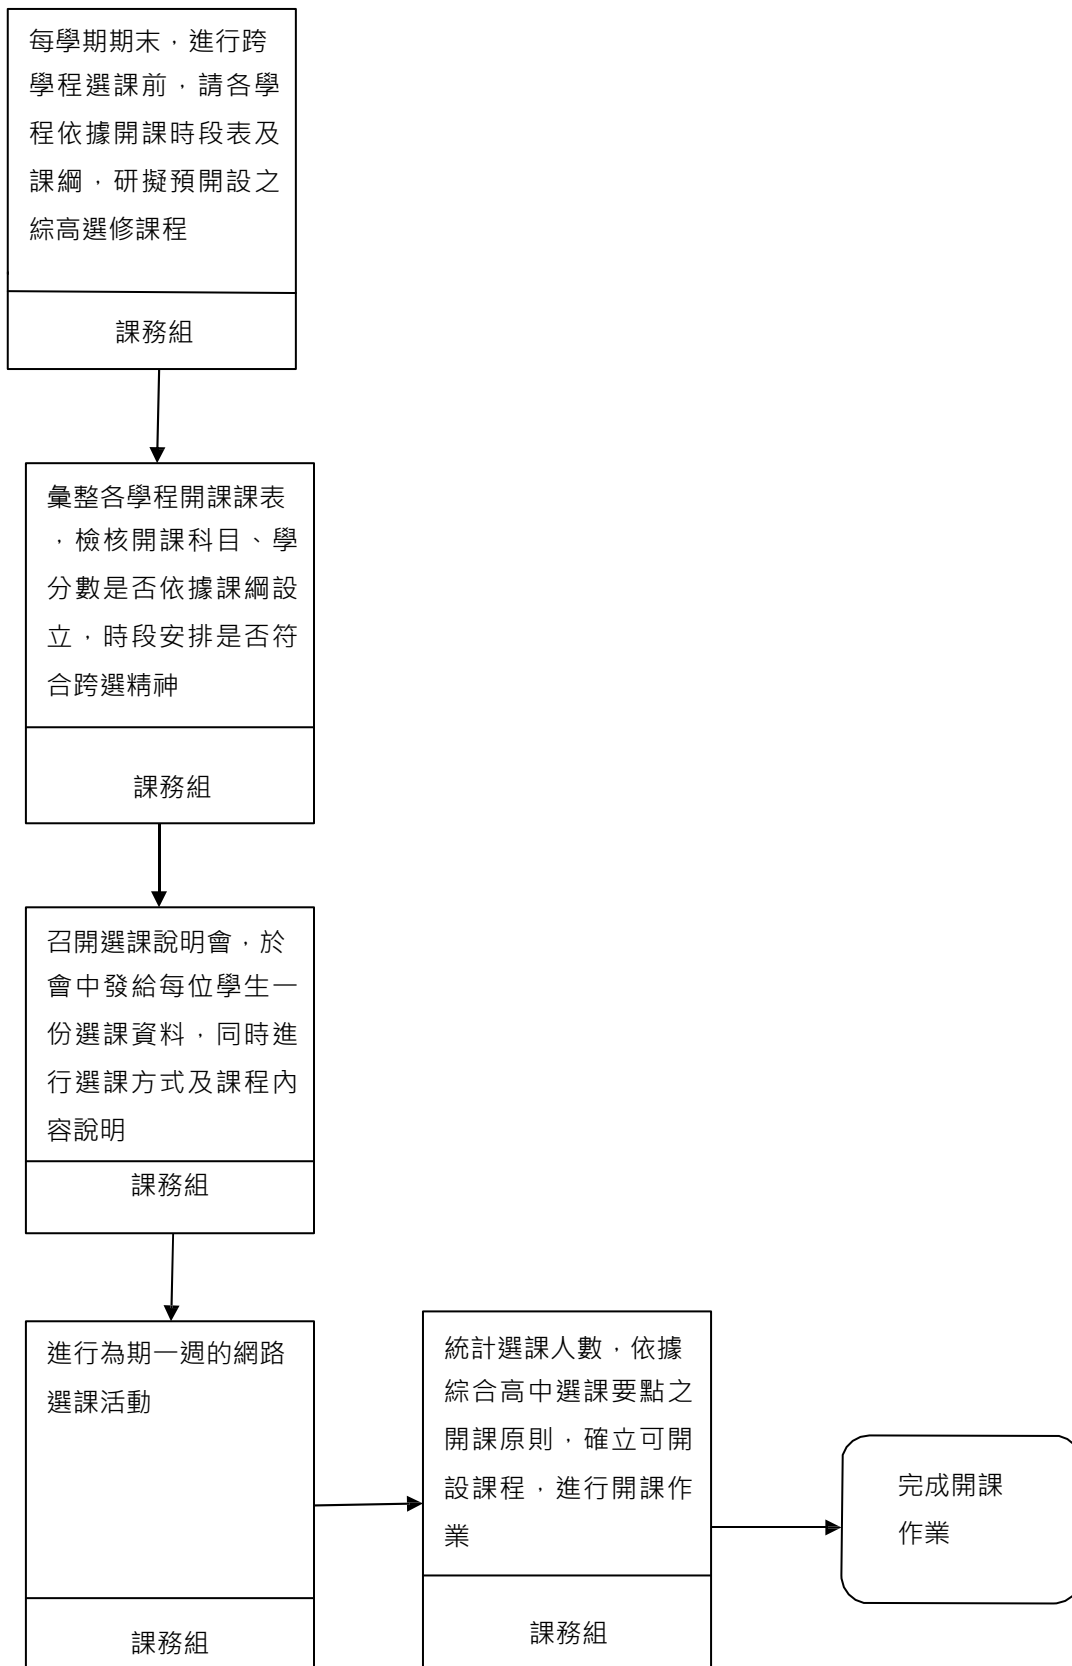 每學期期末，進行跨
學程選課前，請各學
程依據開課時段表及
課綱，研擬預開設之
綜高選修課程
課務組
彙整各學程開課課表
，檢核開課科目、學
分數是否依據課綱設
立，時段安排是否符
合跨選精神
課務組
召開選課說明會，於
會中發給每位學生一
份選課資料，同時進
行選課方式及課程內
容說明
課務組
進行為期一週的網路
選課活動
課務組
統計選課人數，依據
綜合高中選課要點之
開課原則，確立可開
設課程，進行開課作
業
課務組
完成開課
作業